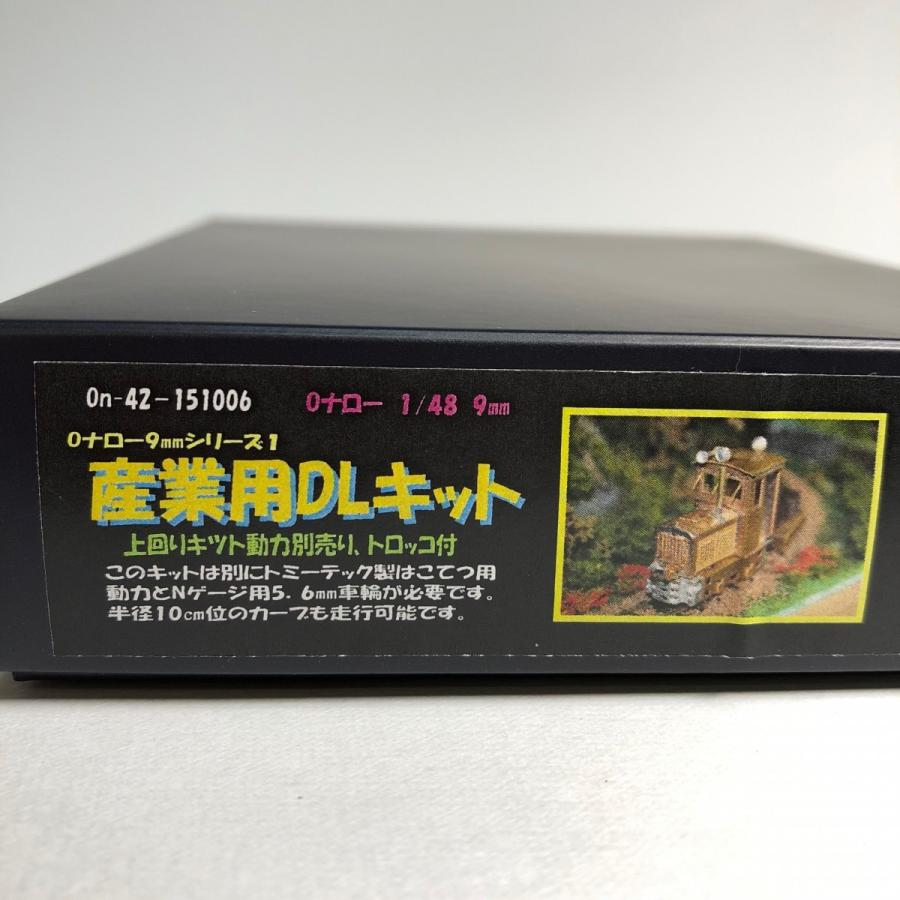 On-42-151006 Oナロー 1/48 9mm
Oナロー9mmシリーズ1
産業用DLキット
上回りキット動力別売り、トロッコ付
このキットは別にトミーテック製はこてつ用
動力とNゲージ用5.6mm車輪が必要です。
半径10cm位のカーブも走行可能です。